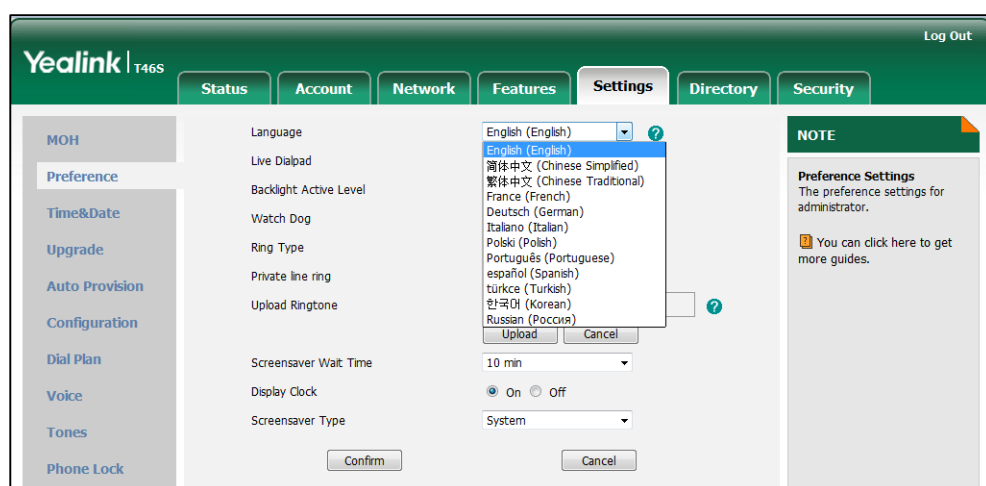 Log Out
Yealink | T46S
Status Account Network Features Settings Directory Security
MOH
Preference
Time&Date
Upgrade
Auto Provision
Configuration
Dial Plan
Voice
Tones
Phone Lock
Language English (English)
English (English)
简体中文 (Chinese Simplified)
繁体中文 (Chinese Traditional)
France (French)
Deutsch (German)
Italiano (Italian)
Polski (Polish)
Português (Portuguese)
español (Spanish)
türkce (Turkish)
한국어 (Korean)
Russian (Россия)
Live Dialpad
Backlight Active Level
Watch Dog
Ring Type
Private line ring
Upload Ringtone
Upload Cancel
Screensaver Wait Time 10 min
Display Clock On Off
Screensaver Type System
Confirm Cancel
NOTE
Preference Settings
The preference settings for
administrator.
You can click here to get
more guides.